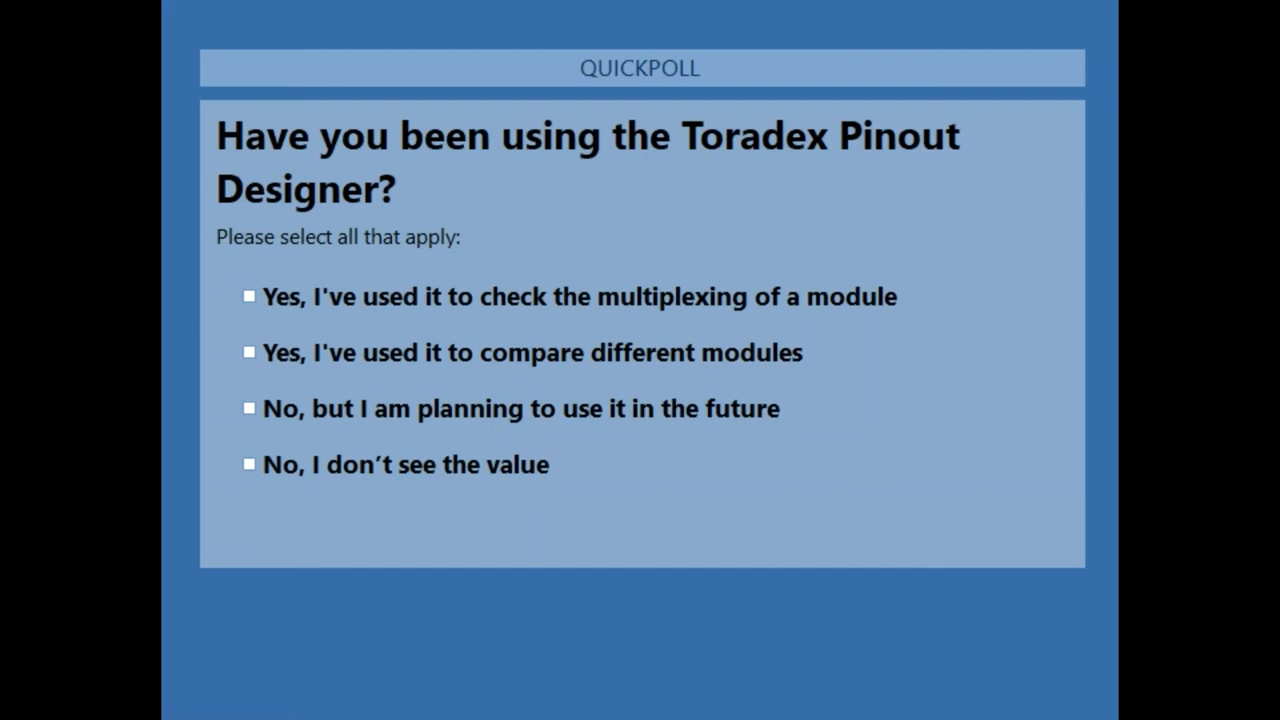 QUICKPOLL
Have you been using the Toradex Pinout
Designer?
Please select all that apply:
Yes, I've used it to check the multiplexing of a module
Yes, I've used it to compare different modules
No, but I am planning to use it in the future
No, I don’t see the value